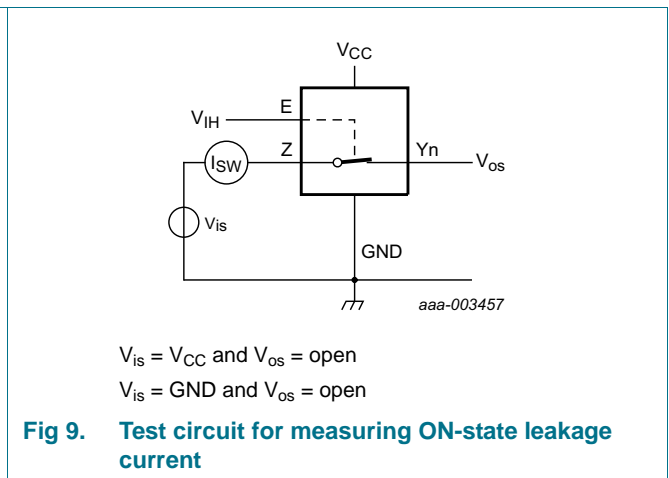 VCC
E
VIH
ISW
Z
Yn
Vos
Vis
GND
aaa-003457
Vis = VCC and Vos = open
Vis = GND and Vos = open
Fig 9. Test circuit for measuring ON-state leakage
current